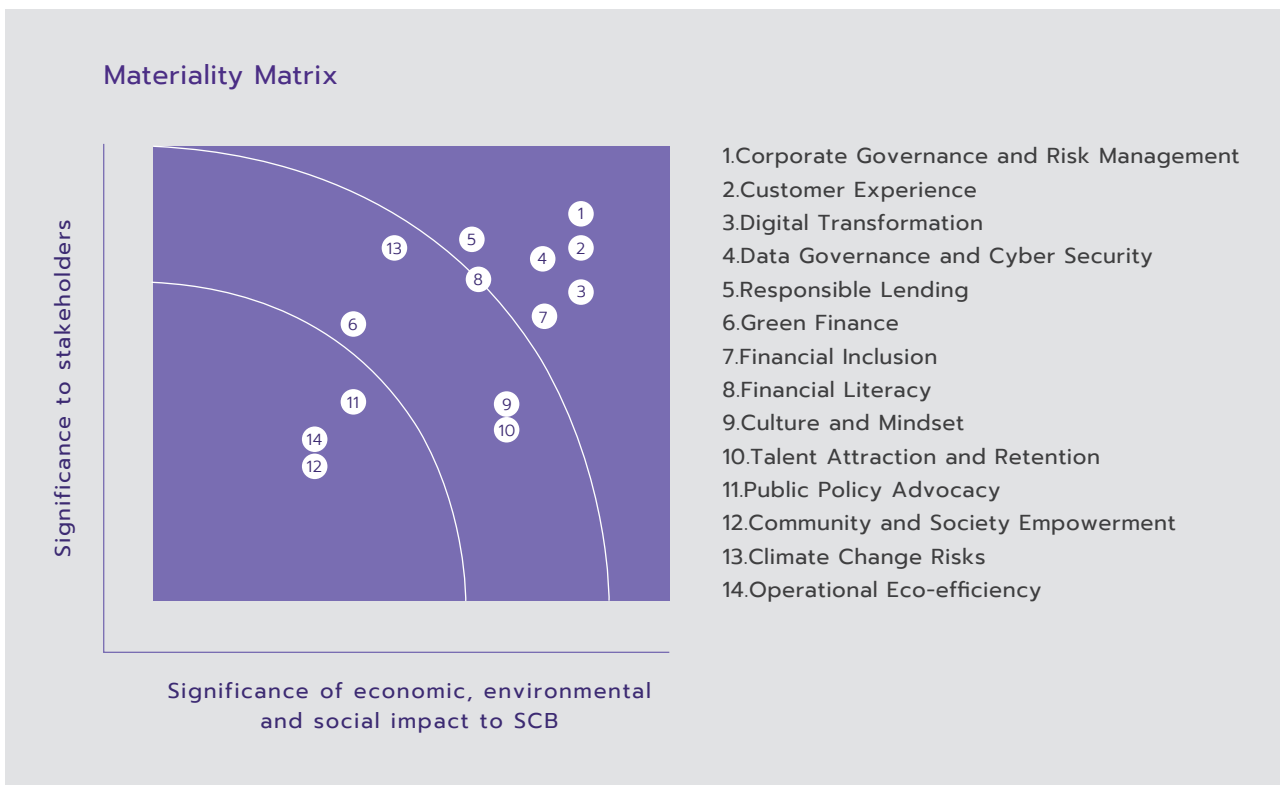 Materiality Matrix
Significance to stakeholders
1
5
2
13
4
8
3
7
6
11
9
10
14
12
Significance of economic, environmental
and social impact to SCB
1.Corporate Governance and Risk Management
2.Customer Experience
3.Digital Transformation
4.Data Governance and Cyber Security
5.Responsible Lending
6.Green Finance
7.Financial Inclusion
8.Financial Literacy
9.Culture and Mindset
10.Talent Attraction and Retention
11.Public Policy Advocacy
12.Community and Society Empowerment
13.Climate Change Risks
14.Operational Eco-efficiency